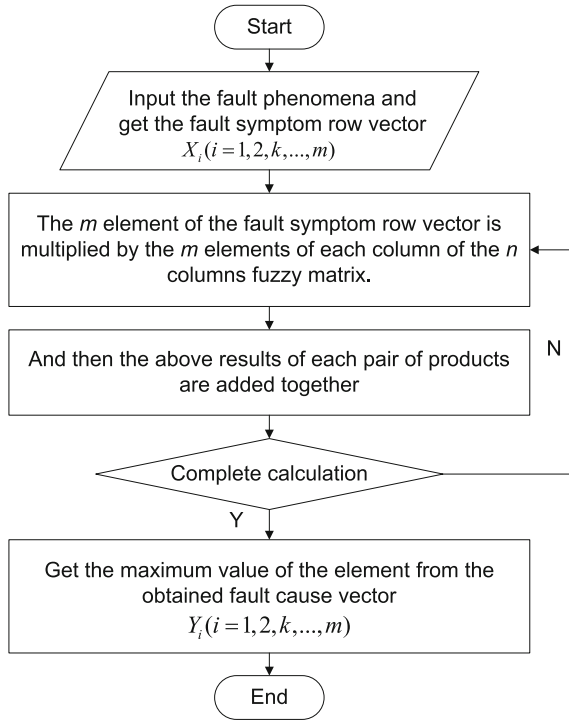 Start
Input the fault phenomena and
get the fault symptom row vector
X_i(i=1,2,k,...,m)
The m element of the fault symptom row vector is
multiplied by the m elements of each column of the n
columns fuzzy matrix.
And then the above results of each pair of products
are added together
N
Complete calculation
Y
Get the maximum value of the element from the
obtained fault cause vector
Y_i(i=1,2,k,...,m)
End